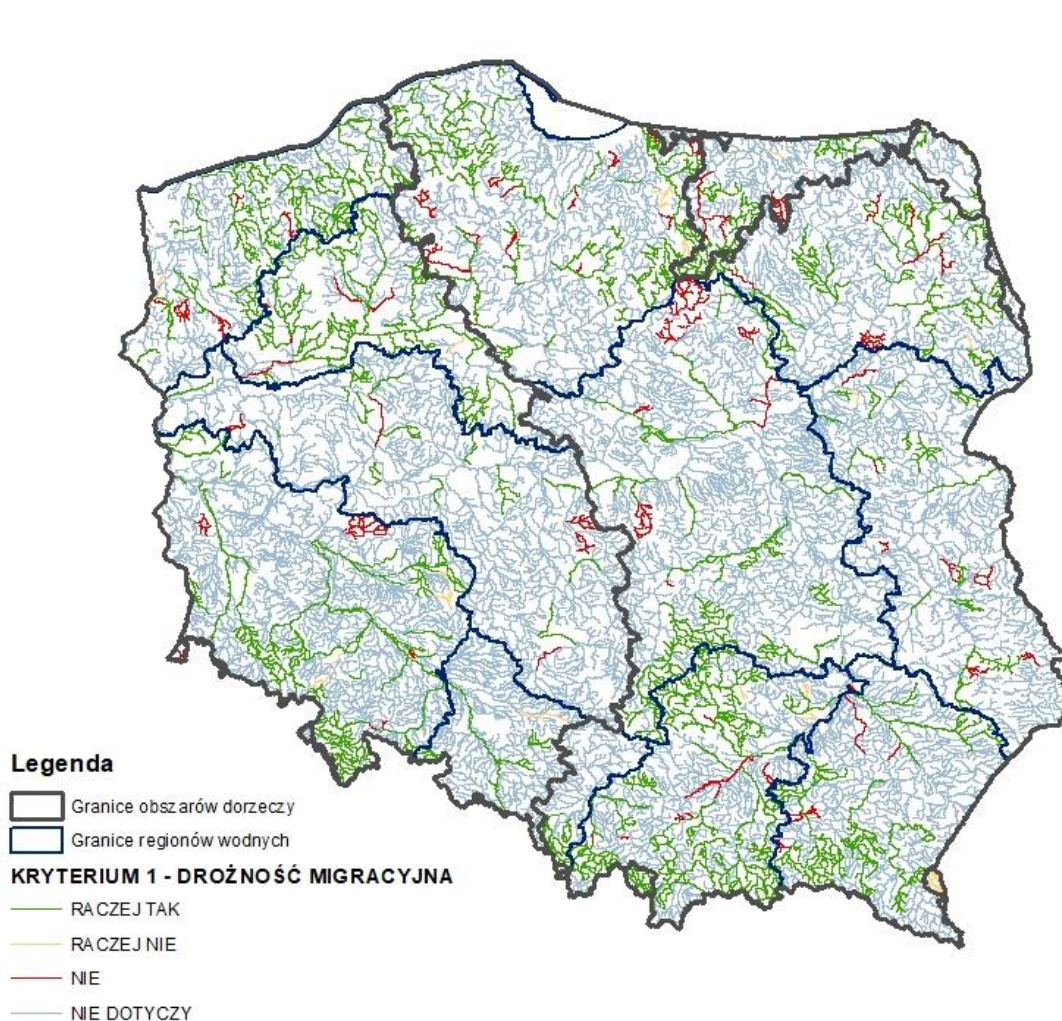 Legenda
Granice obszarów dorzeczy
Granice regionów wodnych
KRYTERIUM 1 - DROŻNOŚĆ MIGRACYJNA
RACZEJ TAK
RACZEJ NIE
NIE
NIE DOTYCZY